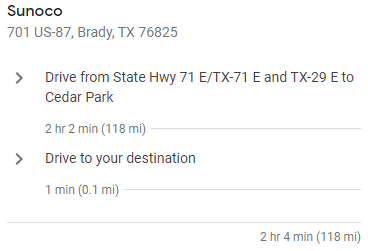 Sunoco
701 US-87, Brady, TX 76825
Drive from State Hwy 71 E/TX-71 E and TX-29 E to
Cedar Park
2 hr 2 min (118 mi)
Drive to your destination
1 min (0.1 mi)
2 hr 4 min (118 mi)